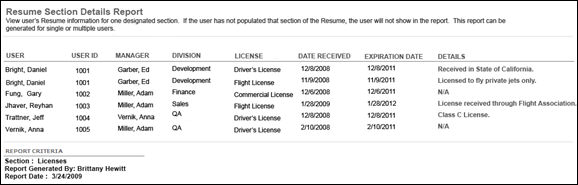 Resume Section Details Report
View user's Resume information for one designated section. If the user has not populated that section of the Resume, the user will not show in the report. This report can be
generated for single or multiple users.
USER USER ID MANAGER DIVISION LICENSE DATE RECEIVED EXPIRATION DATE DETAILS
Bright, Daniel 1001 Garber, Ed Development Driver's License 12/8/2008 12/8/2011 Received in State of California.
Bright, Daniel 1001 Garber, Ed Development Flight License 11/9/2008 11/9/2011 Licensed to fly private jets only.
Fung, Gary 1002 Miller, Adam Finance Commercial License 12/6/2008 12/6/2011 N/A
Jhaver, Reyhan 1003 Miller, Adam Sales Flight License 1/28/2009 1/28/2012 License received through Flight Association.
Trattner, Jeff 1004 Vernik, Anna QA Driver's License 12/8/2008 12/8/2011 Class C License.
Vernik, Anna 1005 Miller, Adam QA Driver's License 2/10/2008 2/10/2011 N/A
REPORT CRITERIA
Section : Licenses
Report Generated By: Brittany Hewitt
Report Date : 3/24/2009